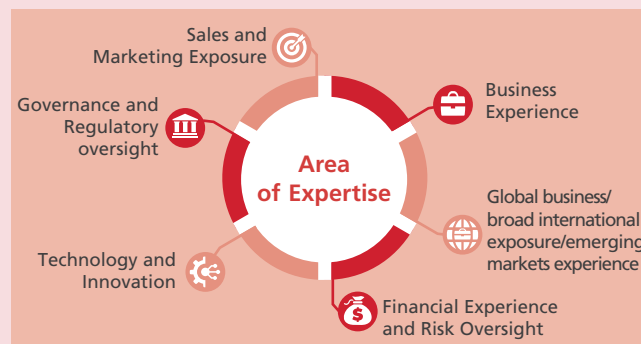 Sales and
Marketing Exposure
Business
Experience
Governance and
Regulatory
oversight
Area
of Expertise
Global business/
broad international
exposure/emerging
markets experience
Technology and
Innovation
$
Financial Experience
and Risk Oversight